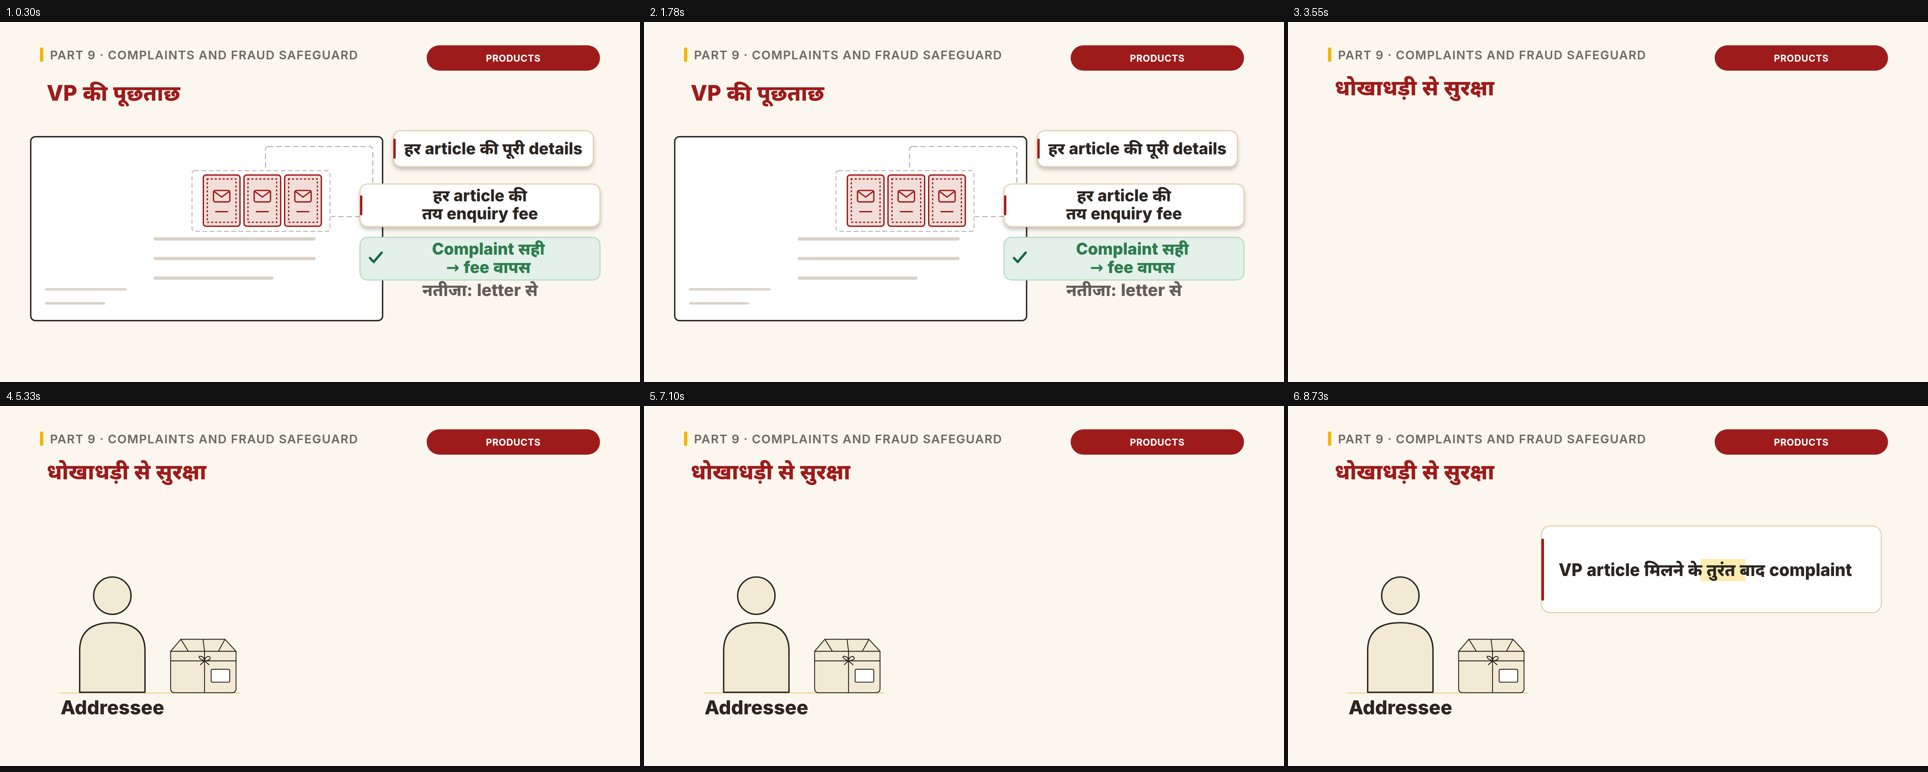 1. 0.30s
PART 9 · COMPLAINTS AND FRAUD SAFEGUARD
PRODUCTS
VP की पूछताछ
हर article की पूरी details
हर article की
तय enquiry fee
Complaint सही
→ fee वापस
नतीजा: letter से
2. 1.78s
PART 9 · COMPLAINTS AND FRAUD SAFEGUARD
PRODUCTS
VP की पूछताछ
हर article की पूरी details
हर article की
तय enquiry fee
Complaint सही
→ fee वापस
नतीजा: letter से
3. 3.55s
PART 9 · COMPLAINTS AND FRAUD SAFEGUARD
PRODUCTS
धोखाधड़ी से सुरक्षा
4. 5.33s
PART 9 · COMPLAINTS AND FRAUD SAFEGUARD
PRODUCTS
धोखाधड़ी से सुरक्षा
Addressee
5. 7.10s
PART 9 · COMPLAINTS AND FRAUD SAFEGUARD
PRODUCTS
धोखाधड़ी से सुरक्षा
Addressee
6. 8.73s
PART 9 · COMPLAINTS AND FRAUD SAFEGUARD
PRODUCTS
धोखाधड़ी से सुरक्षा
VP article मिलने के तुरंत बाद complaint
Addressee